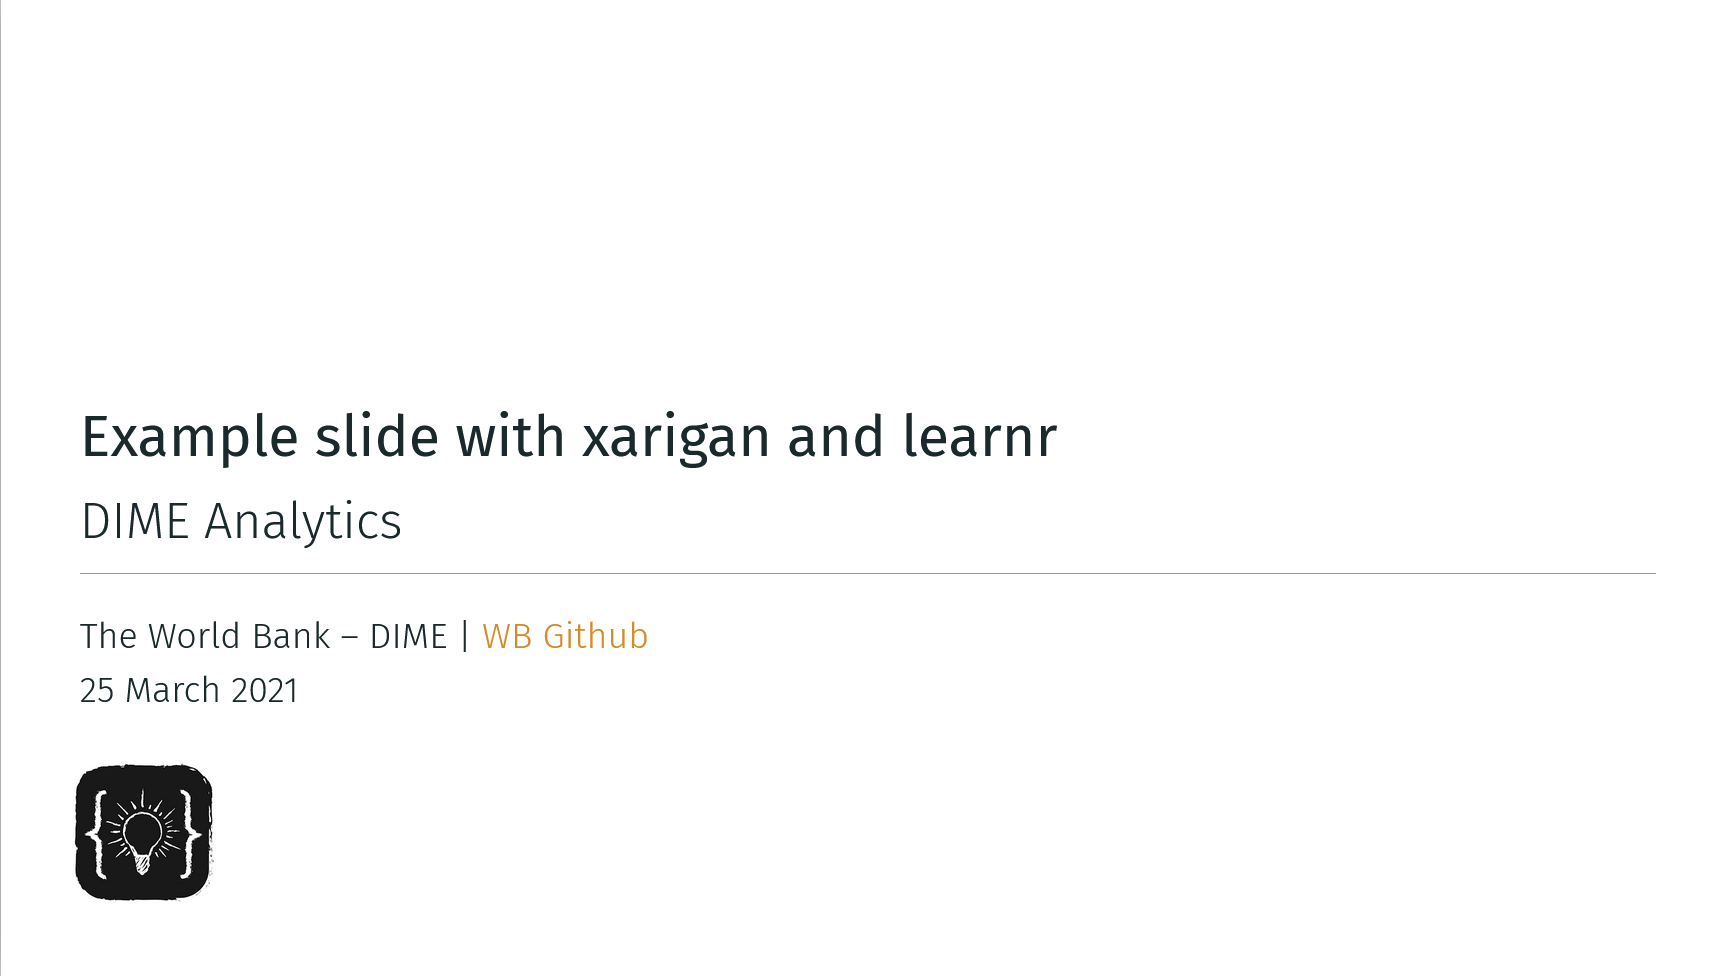 Example slide with xarigan and learnr
DIME Analytics
The World Bank – DIME | WB Github
25 March 2021